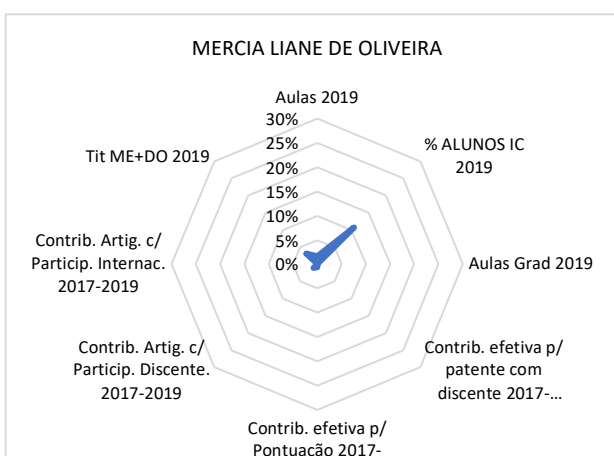 MERCIA LIANE DE OLIVEIRA
Aulas 2019
30%
25%
20%
15%
10%
5%
0%
% ALUNOS IC
2019
Aulas Grad 2019
Contrib. efetiva p/
patente com
discente 2017-...
Contrib. efetiva p/
Pontuação 2017-
Contrib. Artig. c/
Particip. Discente.
2017-2019
Contrib. Artig. c/
Particip. Internac.
2017-2019
Tit ME+DO 2019